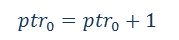 ptr₀ = ptr₀ + 1